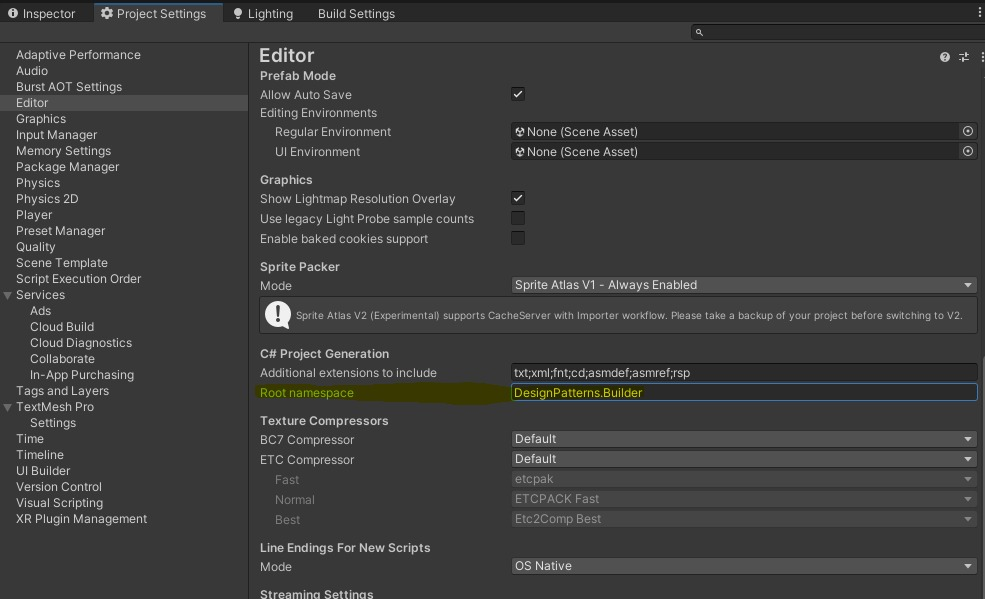 Inspector
Project Settings
Lighting
Build Settings
Adaptive Performance
Audio
Burst AOT Settings
Editor
Graphics
Input Manager
Memory Settings
Package Manager
Physics
Physics 2D
Player
Preset Manager
Quality
Scene Template
Script Execution Order
Services
Ads
Cloud Build
Cloud Diagnostics
Collaborate
In-App Purchasing
Tags and Layers
TextMesh Pro
Settings
Time
Timeline
UI Builder
Version Control
Visual Scripting
XR Plugin Management
Editor
Prefab Mode
Allow Auto Save
Editing Environments
Regular Environment None (Scene Asset)
UI Environment None (Scene Asset)
Graphics
Show Lightmap Resolution Overlay
Use legacy Light Probe sample counts
Enable baked cookies support
Sprite Packer
Mode Sprite Atlas V1 - Always Enabled
Sprite Atlas V2 (Experimental) supports CacheServer with Importer workflow. Please take a backup of your project before switching to V2.
C# Project Generation
Additional extensions to include txt;xml;fnt;cd;asmdef;asmref;rsp
Root namespace DesignPatterns.Builder
Texture Compressors
BC7 Compressor Default
ETC Compressor Default
Fast etcpak
Normal ETCPACK Fast
Best Etc2Comp Best
Line Endings For New Scripts
Mode OS Native
Streaming Settings